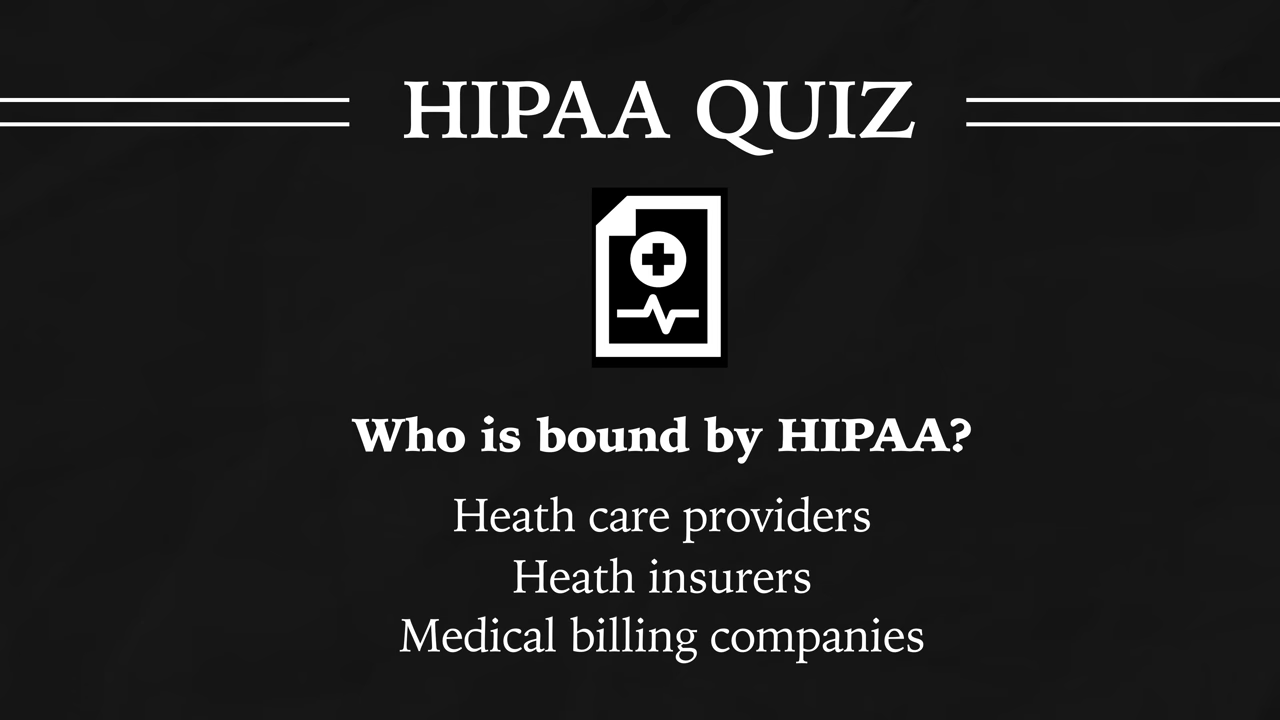 HIPAA QUIZ
Who is bound by HIPAA?
Heath care providers
Heath insurers
Medical billing companies